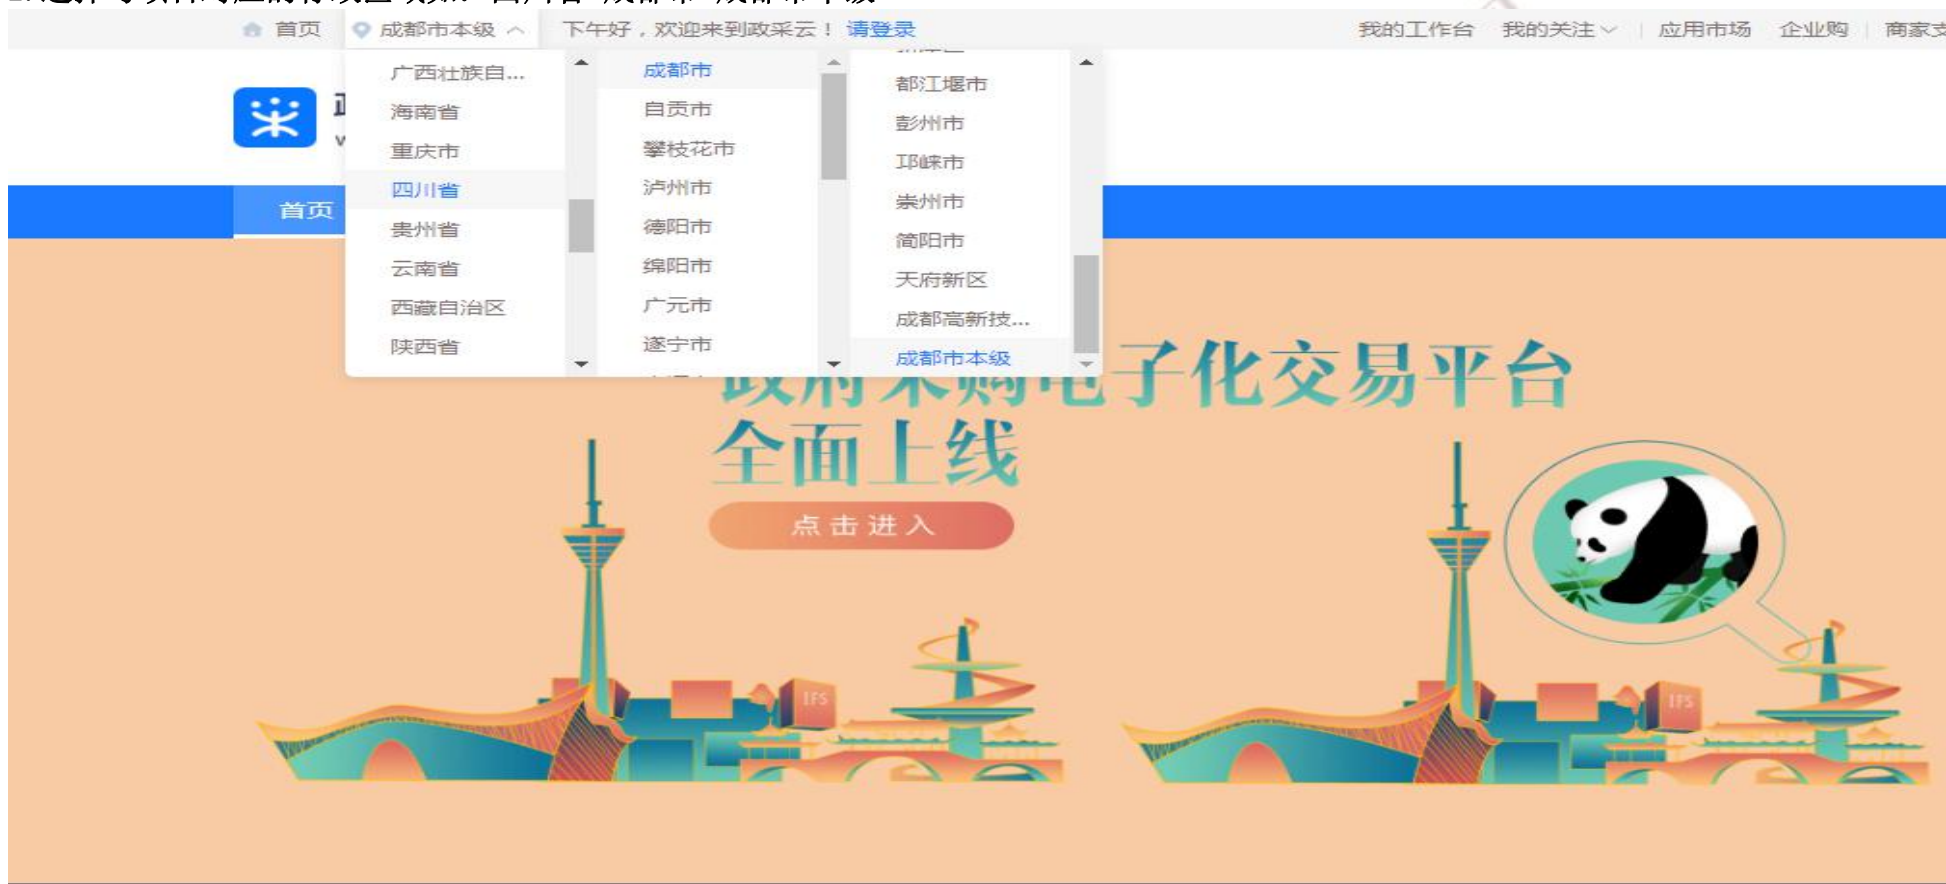 首页 成都市本级 下午好，欢迎来到政采云！ 请登录 我的工作台 我的关注 应用市场 企业购
广西壮族自...
海南省
重庆市
四川省
贵州省
云南省
西藏自治区
陕西省
成都市
自贡市
攀枝花市
泸州市
德阳市
绵阳市
广元市
遂宁市
都江堰市
彭州市
邛崃市
崇州市
简阳市
天府新区
成都高新技...
成都市本级
首页
政府采购电子化交易平台
全面上线
点击进入
IFS
IFS